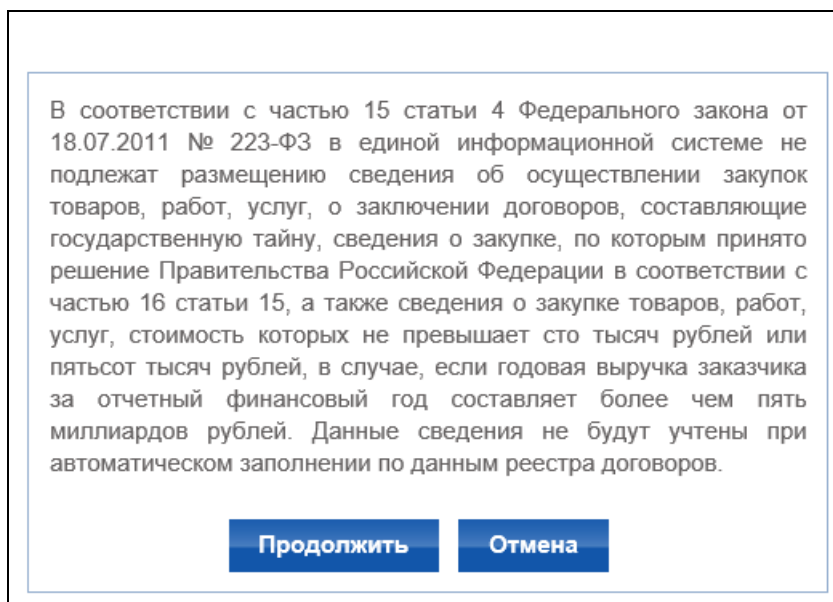 В соответствии с частью 15 статьи 4 Федерального закона от
18.07.2011 № 223-ФЗ в единой информационной системе не
подлежат размещению сведения об осуществлении закупок
товаров, работ, услуг, о заключении договоров, составляющие
государственную тайну, сведения о закупке, по которым принято
решение Правительства Российской Федерации в соответствии с
частью 16 статьи 15, а также сведения о закупке товаров, работ,
услуг, стоимость которых не превышает сто тысяч рублей или
пятьсот тысяч рублей, в случае, если годовая выручка заказчика
за отчетный финансовый год составляет более чем пять
миллиардов рублей. Данные сведения не будут учтены при
автоматическом заполнении по данным реестра договоров.
Продолжить Отмена